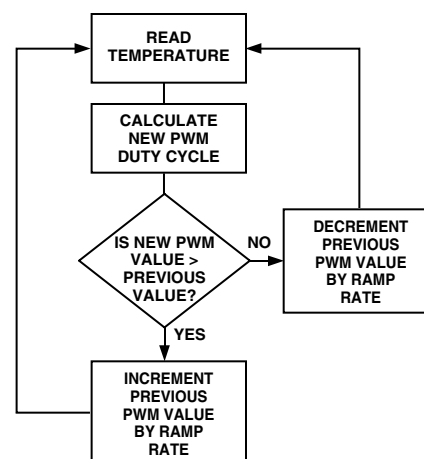 READ
TEMPERATURE
CALCULATE
NEW PWM
DUTY CYCLE
IS NEW PWM
VALUE >
PREVIOUS
VALUE?
NO
DECREMENT
PREVIOUS
PWM VALUE
BY RAMP
RATE
YES
INCREMENT
PREVIOUS
PWM VALUE
BY RAMP
RATE